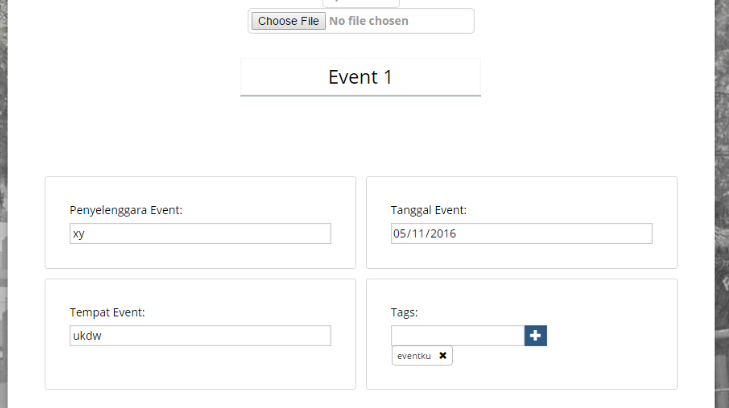 Choose File No file chosen
Event 1
Penyelenggara Event:
xy
Tanggal Event:
05/11/2016
Tempat Event:
ukdw
Tags:
eventku